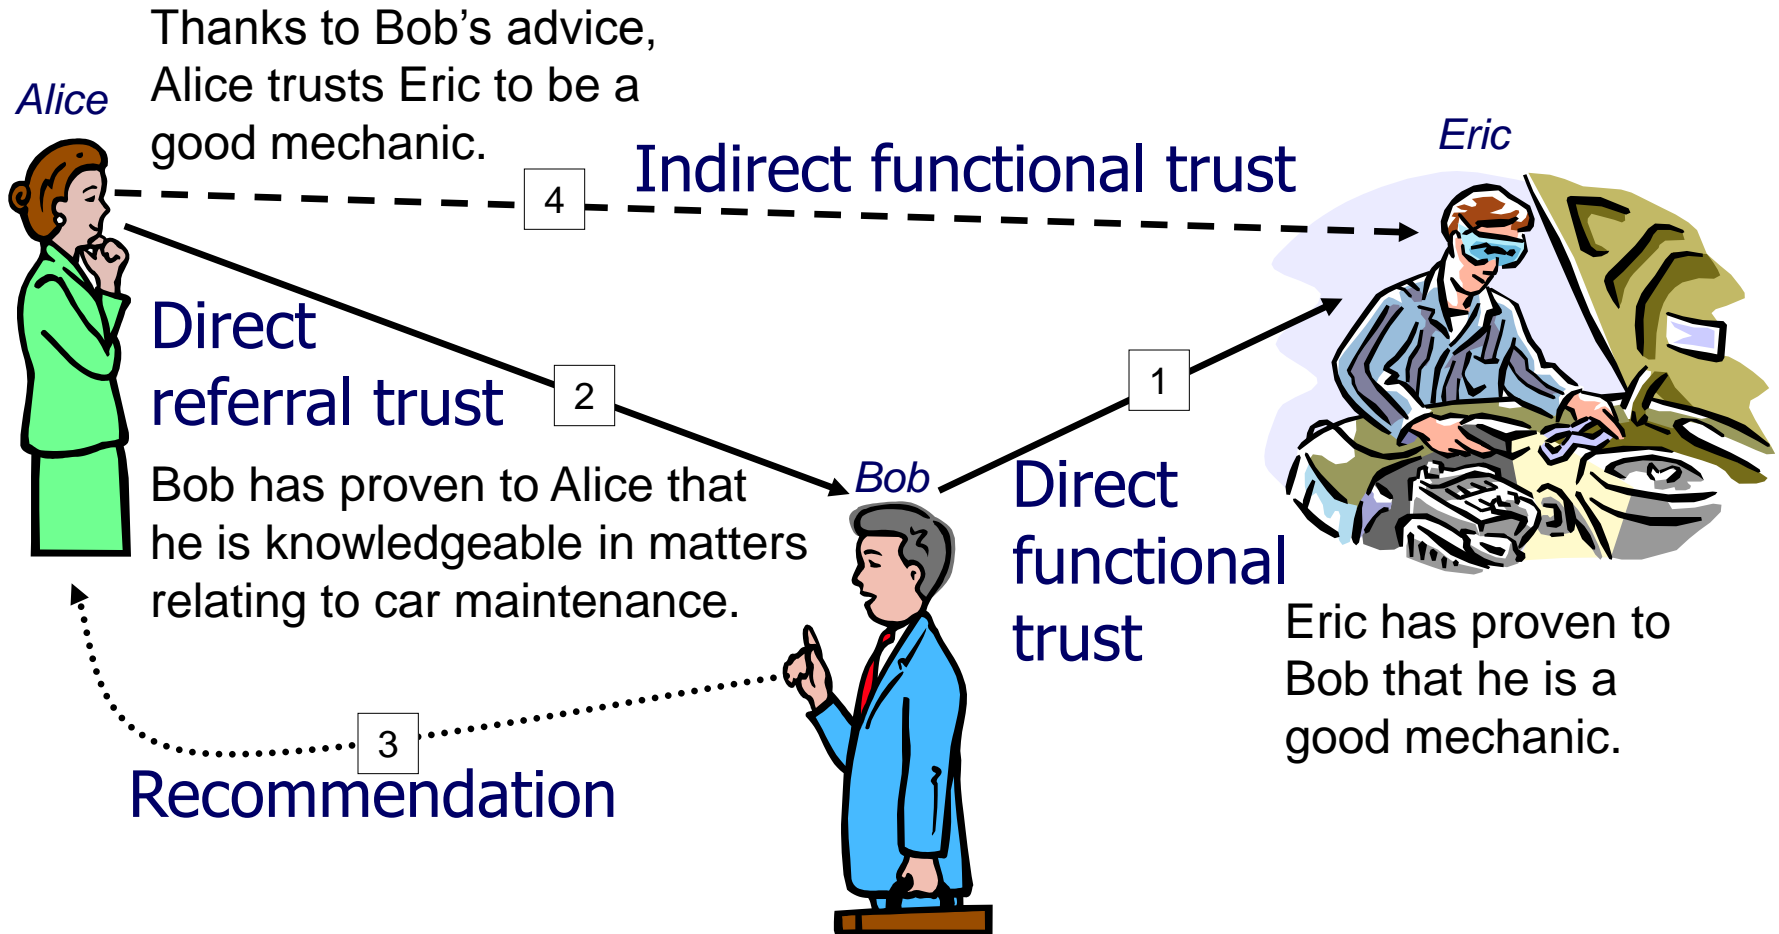 Thanks to Bob’s advice,
Alice trusts Eric to be a
good mechanic.
Alice
Eric
Indirect functional trust
4
Direct
referral trust
2
1
Bob has proven to Alice that
he is knowledgeable in matters
relating to car maintenance.
Bob
Direct
functional
trust
Eric has proven to
Bob that he is a
good mechanic.
3
Recommendation